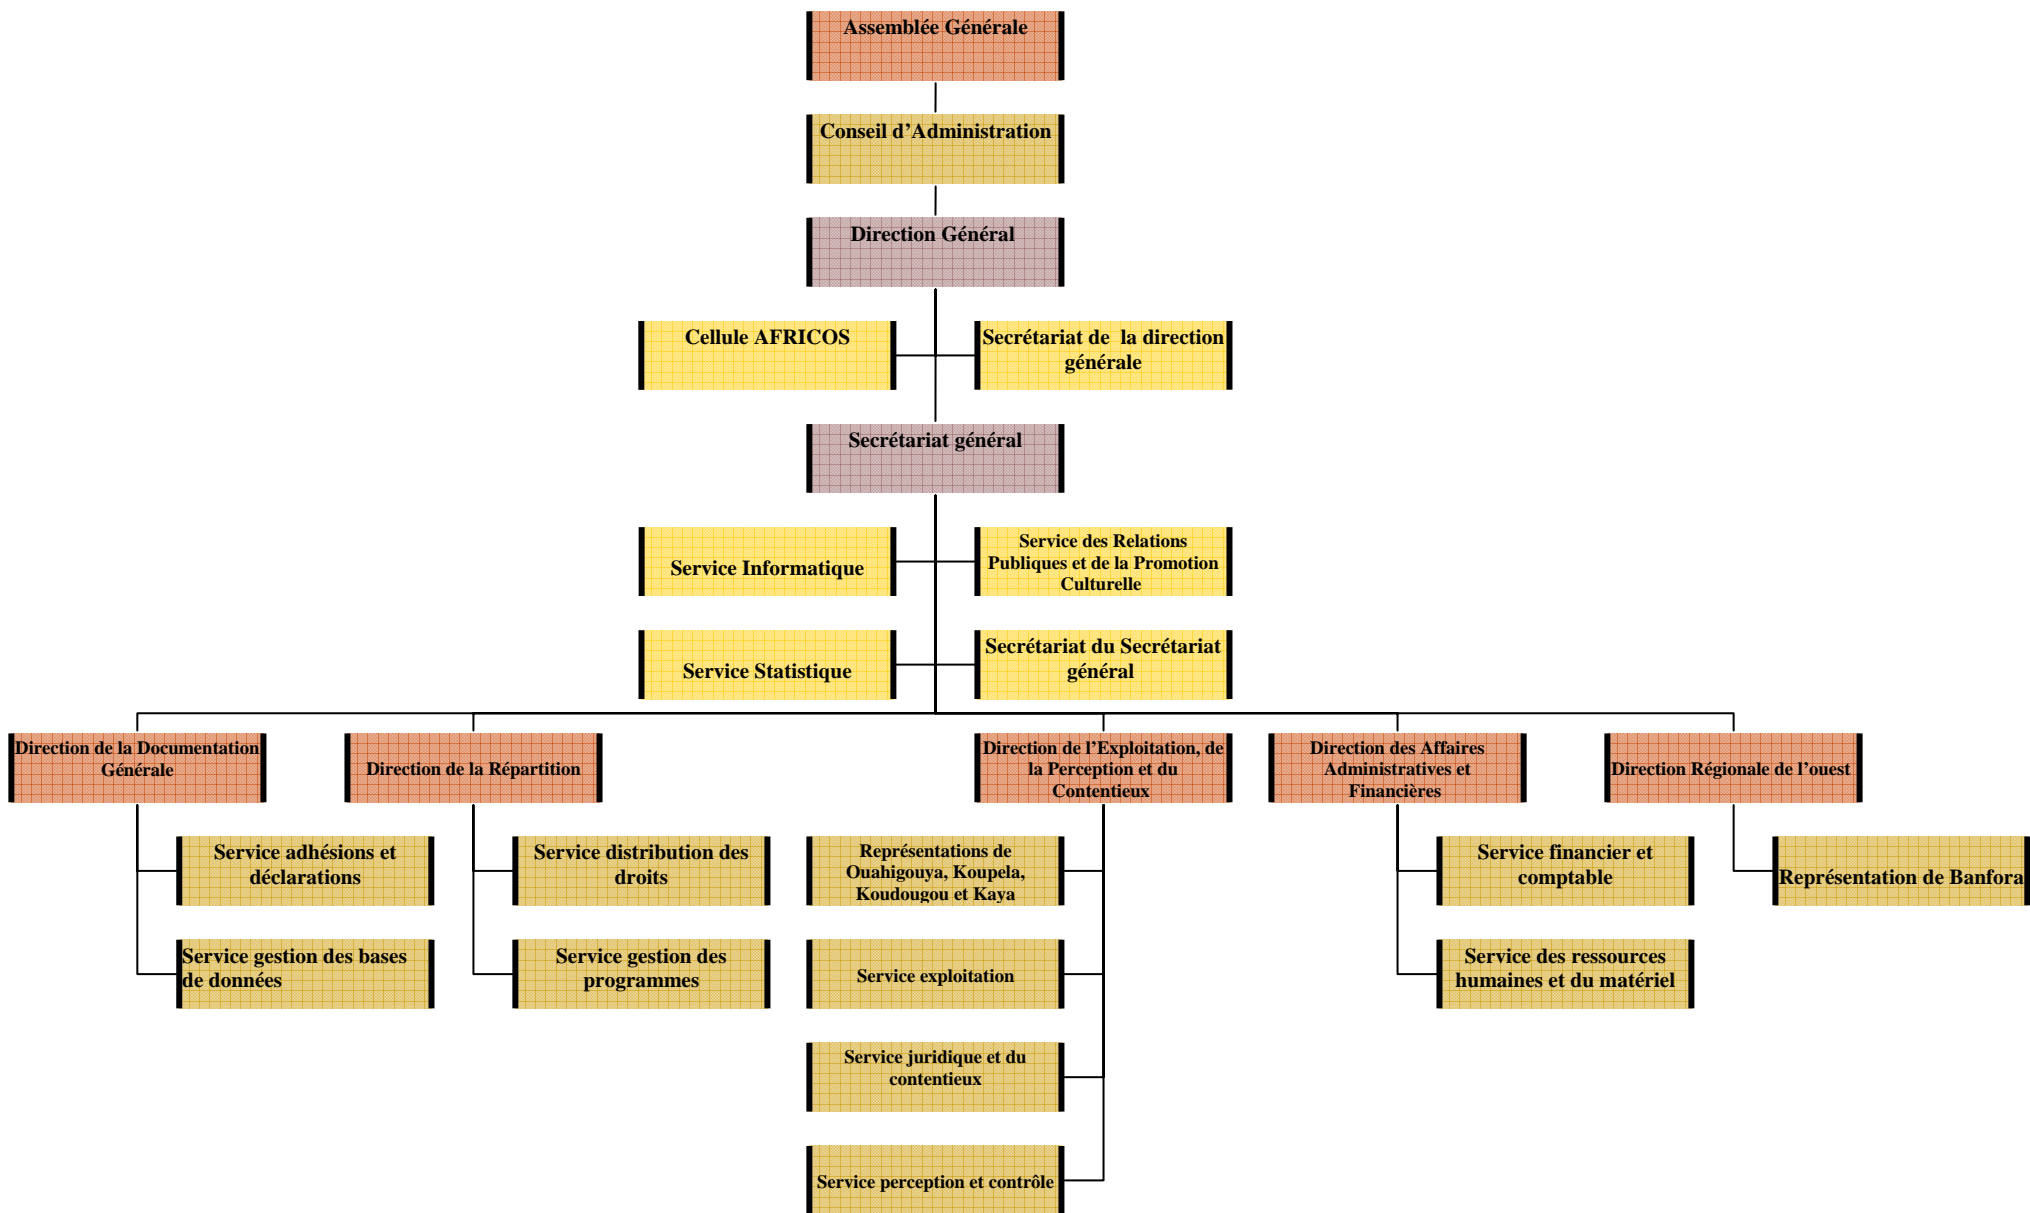 Assemblée Générale
Conseil d'Administration
Direction Général
Cellule AFRICOS
Secrétariat de  la direction
générale
Secrétariat général
Service Informatique
Service des Relations
Publiques et de la Promotion
Culturelle
Service Statistique
Secrétariat du Secrétariat
général
Direction de la Documentation
Générale
Direction de la Répartition
Direction de l'Exploitation, de
la Perception et du
Contentieux
Direction des Affaires
Administratives et
Financières
Direction Régionale de l'ouest
Service adhésions et
déclarations
Service distribution des
droits
Représentations de
Ouahigouya, Koupela,
Koudougou et Kaya
Service financier et
comptable
Représentation de Banfora
Service gestion des bases
de données
Service gestion des
programmes
Service exploitation
Service des ressources
humaines et du matériel
Service juridique et du
contentieux
Service perception et contrôle